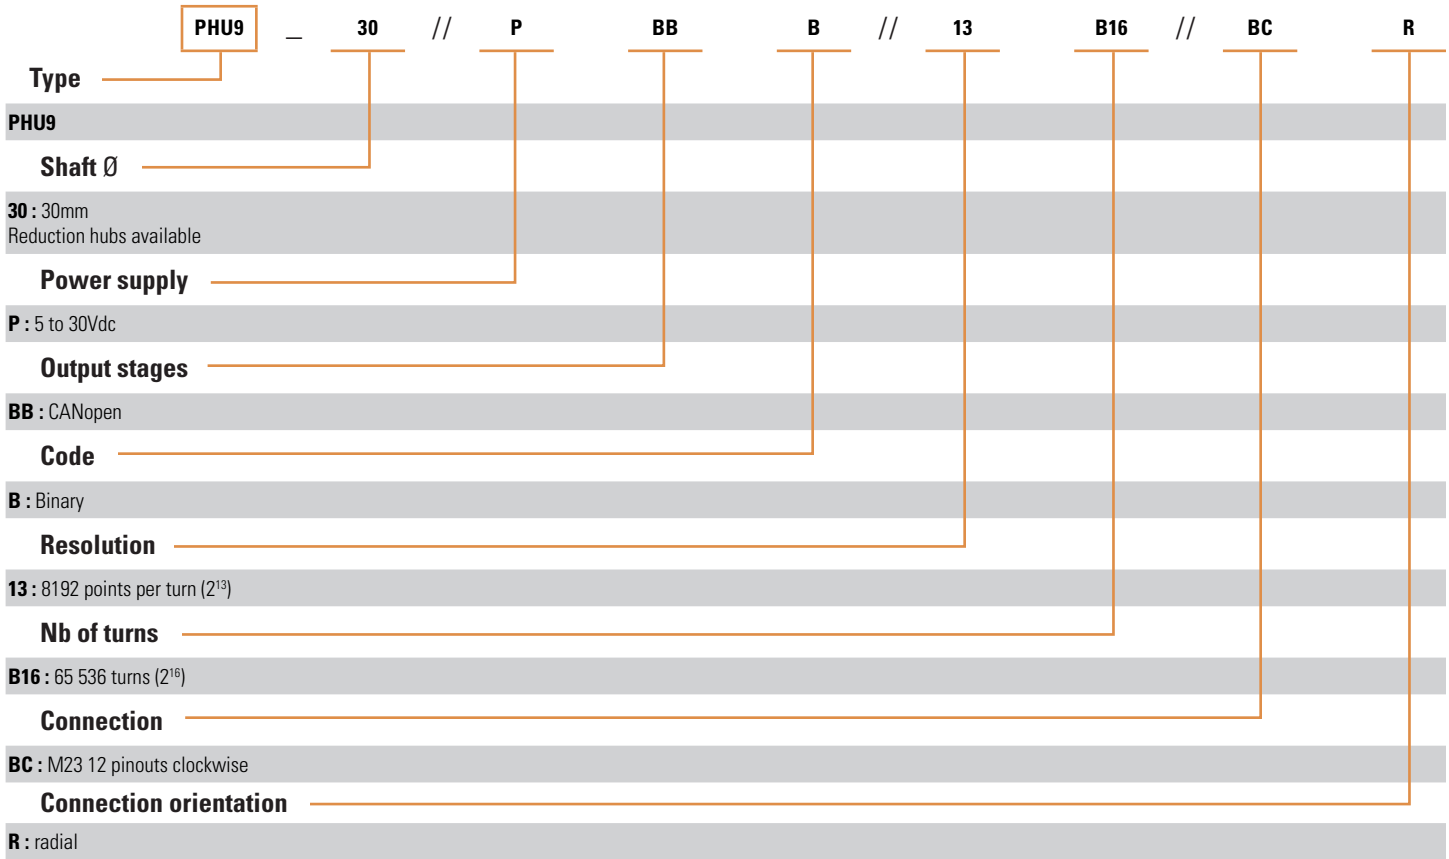 PHU9 _ 30 // P BB B // 13 B16 // BC R
Type
PHU9
Shaft Ø
30 : 30mm
Reduction hubs available
Power supply
P : 5 to 30Vdc
Output stages
BB : CANopen
Code
B : Binary
Resolution
13 : 8192 points per turn (2¹³)
Nb of turns
B16 : 65 536 turns (2¹⁶)
Connection
BC : M23 12 pinouts clockwise
Connection orientation
R : radial